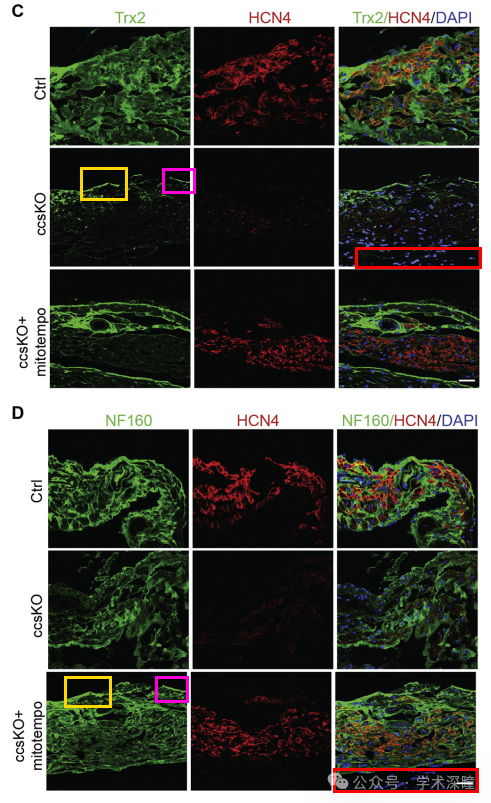 C
Trx2 HCN4 Trx2/HCN4/DAPI
Ctrl
ccsKO
ccsKO+
mitotempo
D
NF160 HCN4 NF160/HCN4/DAPI
Ctrl
ccsKO
ccsKO+
mitotempo
公众号 · 学术深瞳